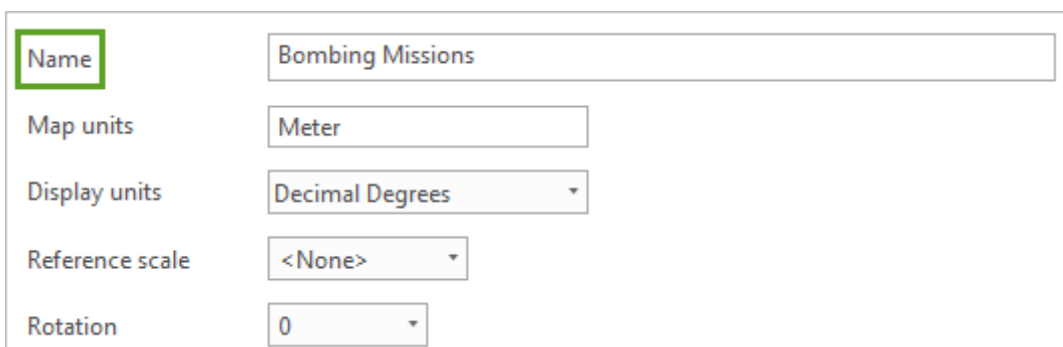 Name Bombing Missions
Map units Meter
Display units Decimal Degrees
Reference scale <None>
Rotation 0